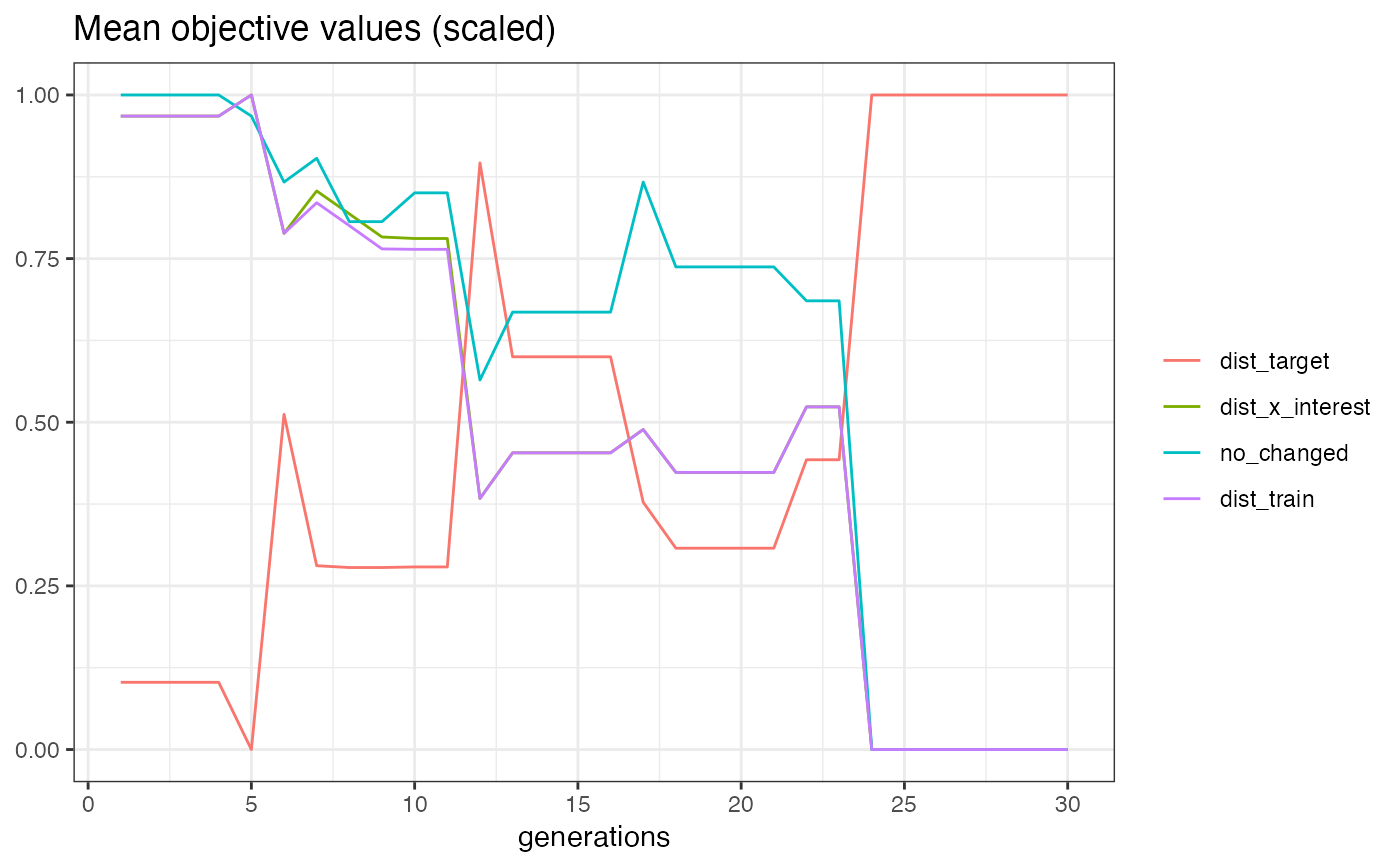 Mean objective values (scaled)
1.00
0.75
0.50
0.25
0.00
0 5 10 15 20 25 30
generations
dist_target
dist_x_interest
no_changed
dist_train